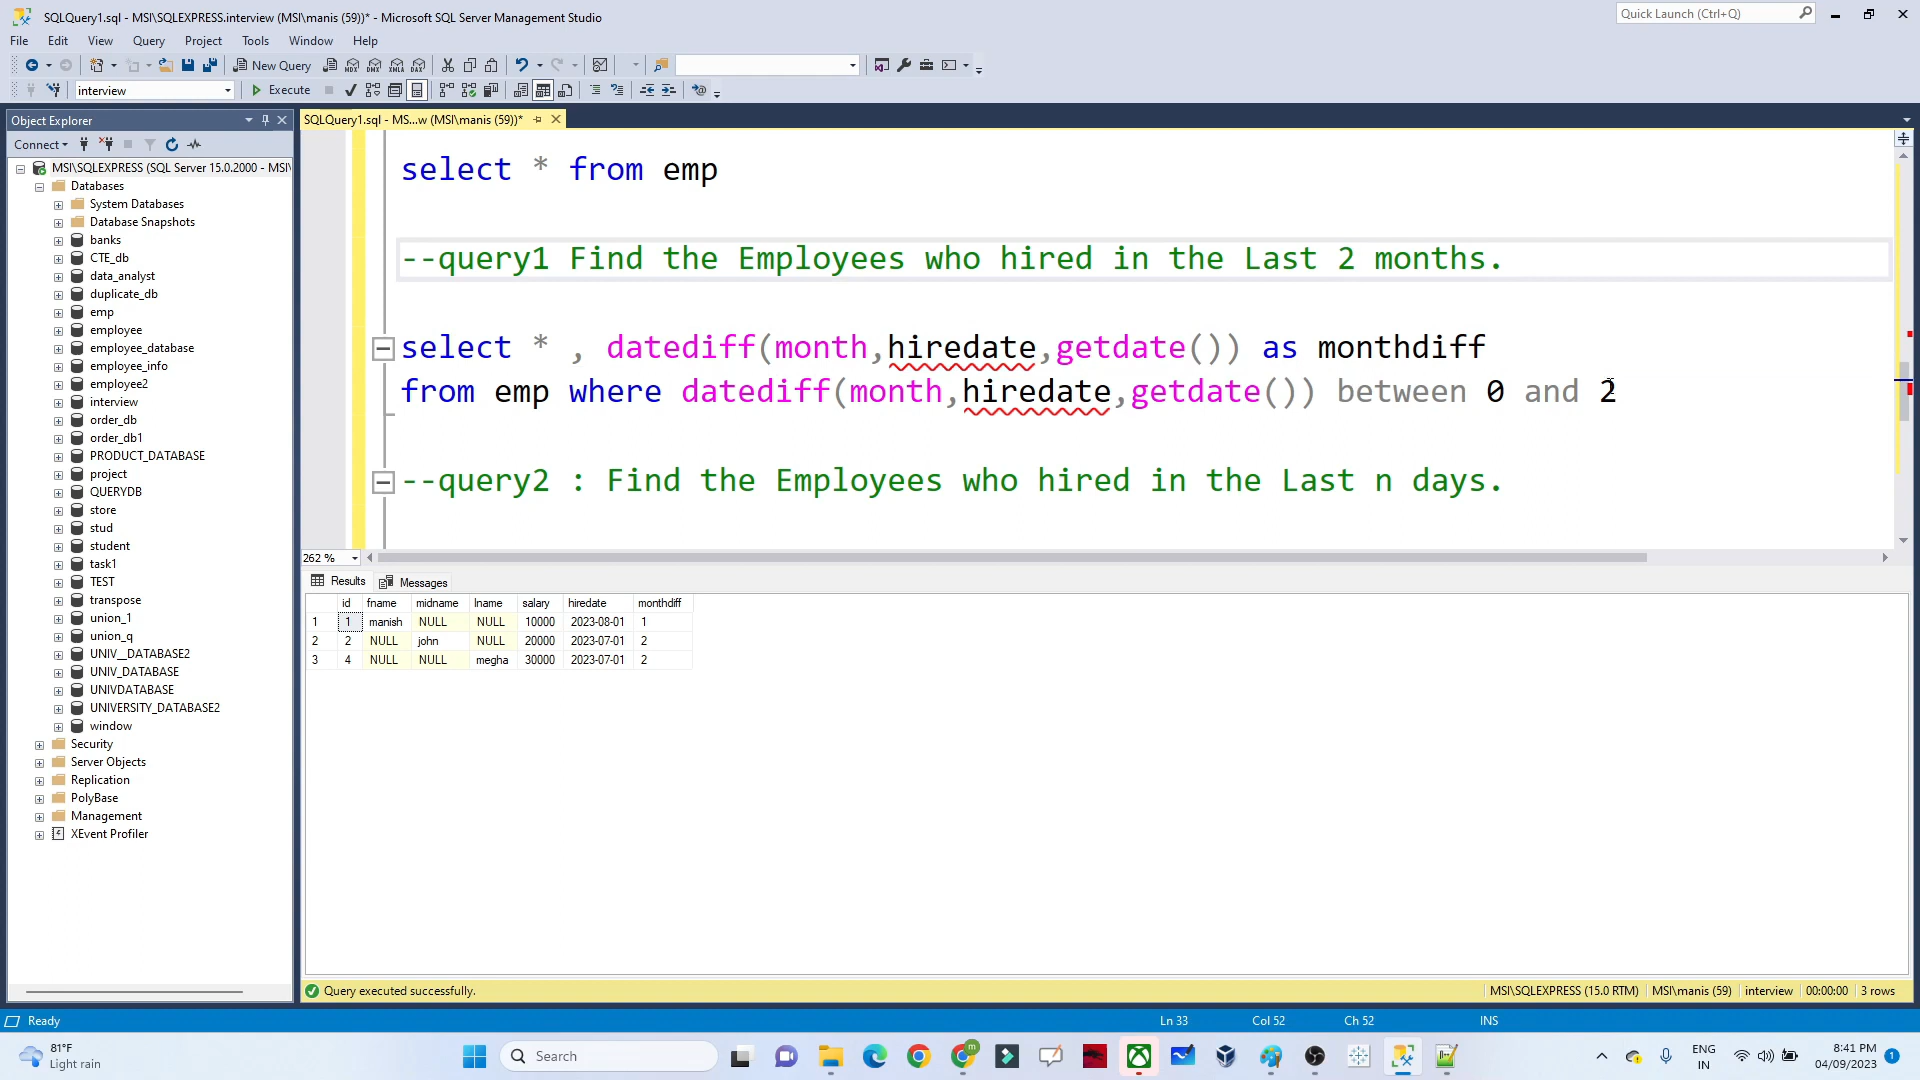 SQLQuery1.sql - MSI\SQLEXPRESS.interview (MSI\manis (59))* - Microsoft SQL Server Management Studio
Quick Launch (Ctrl+Q)
File Edit View Query Project Tools Window Help
New Query
MDX DMX XMLA DAX
interview
Execute
Object Explorer
SQLQuery1.sql - MS...w (MSI\manis (59))*
Connect
MSI\SQLEXPRESS (SQL Server 15.0.2000 - MSI\
Databases
System Databases
Database Snapshots
banks
CTE_db
data_analyst
duplicate_db
emp
employee
employee_database
employee_info
employee2
interview
order_db
order_db1
PRODUCT_DATABASE
project
QUERYDB
store
stud
student
task1
TEST
transpose
union_1
union_q
UNIV__DATABASE2
UNIV_DATABASE
UNIVDATABASE
UNIVERSITY_DATABASE2
window
Security
Server Objects
Replication
PolyBase
Management
XEvent Profiler
select * from emp
--query1 Find the Employees who hired in the Last 2 months.
select * , datediff(month,hiredate,getdate()) as monthdiff
from emp where datediff(month,hiredate,getdate()) between 0 and 2
--query2 : Find the Employees who hired in the Last n days.
262 %
Results Messages
id fname midname lname salary hiredate monthdiff
1 1 manish NULL NULL 10000 2023-08-01 1
2 2 NULL john NULL 20000 2023-07-01 2
3 4 NULL NULL megha 30000 2023-07-01 2
Query executed successfully.
MSI\SQLEXPRESS (15.0 RTM) MSI\manis (59) interview 00:00:00 3 rows
Ready
Ln 33 Col 52 Ch 52 INS
81°F
Light rain
Search
m
ENG
IN
8:41 PM
04/09/2023
1